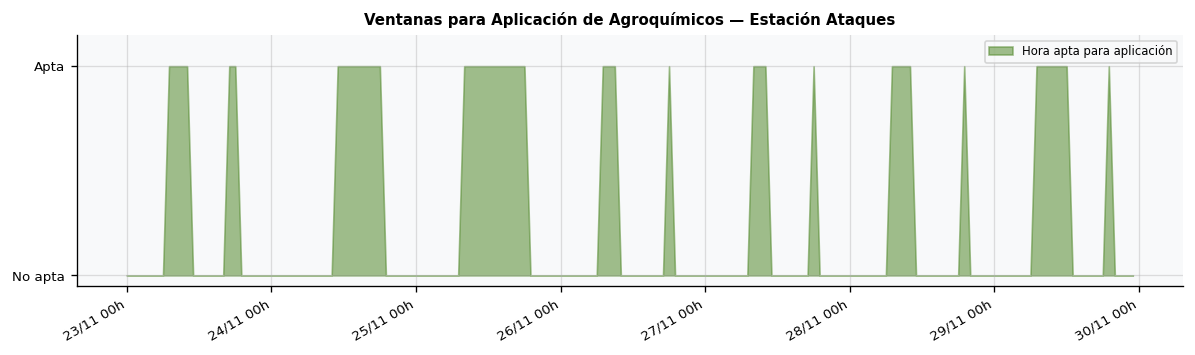 Ventanas para Aplicación de Agroquímicos — Estación Ataques
Hora apta para aplicación
Apta
No apta
23/11 00h
24/11 00h
25/11 00h
26/11 00h
27/11 00h
28/11 00h
29/11 00h
30/11 00h